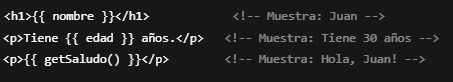 <h1>{{ nombre }}</h1> <!-- Muestra: Juan -->
<p>Tiene {{ edad }} años.</p> <!-- Muestra: Tiene 30 años -->
<p>{{ getSaludo() }}</p> <!-- Muestra: Hola, Juan! -->